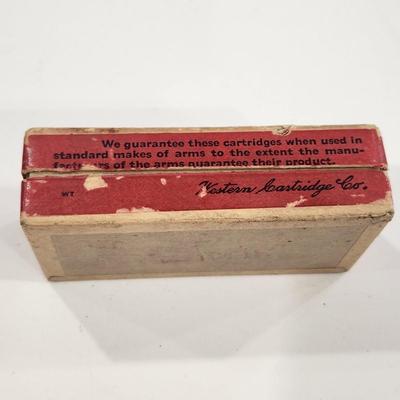 We guarantee these cartridges when used in
standard makes of arms to the extent the manu-
facturers of the arms guarantee their product.
WT Western Cartridge Co.